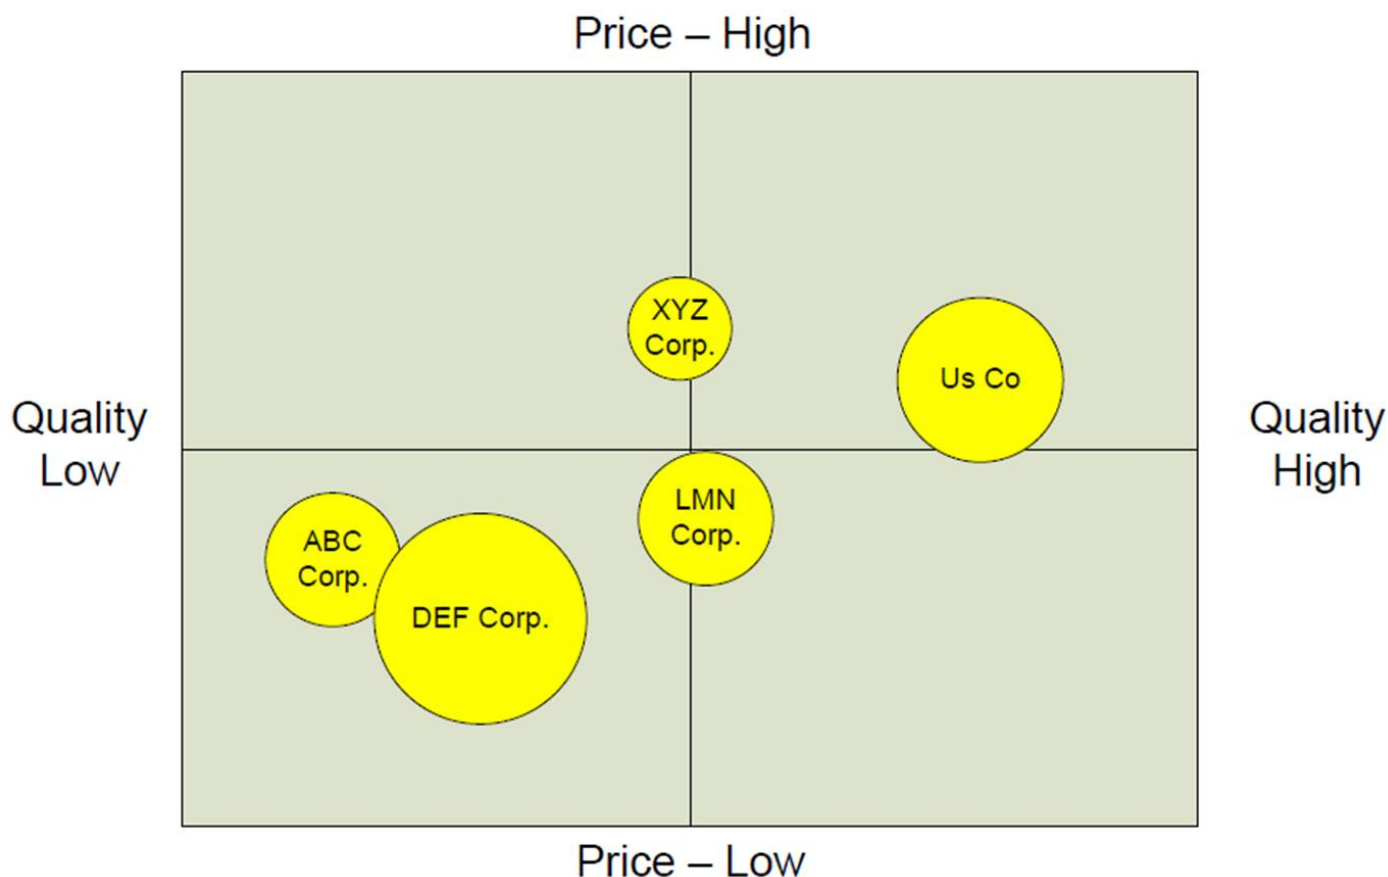 Price – High
XYZ
Corp.
Us Co
Quality
Low
Quality
High
LMN
Corp.
ABC
Corp.
DEF Corp.
Price – Low